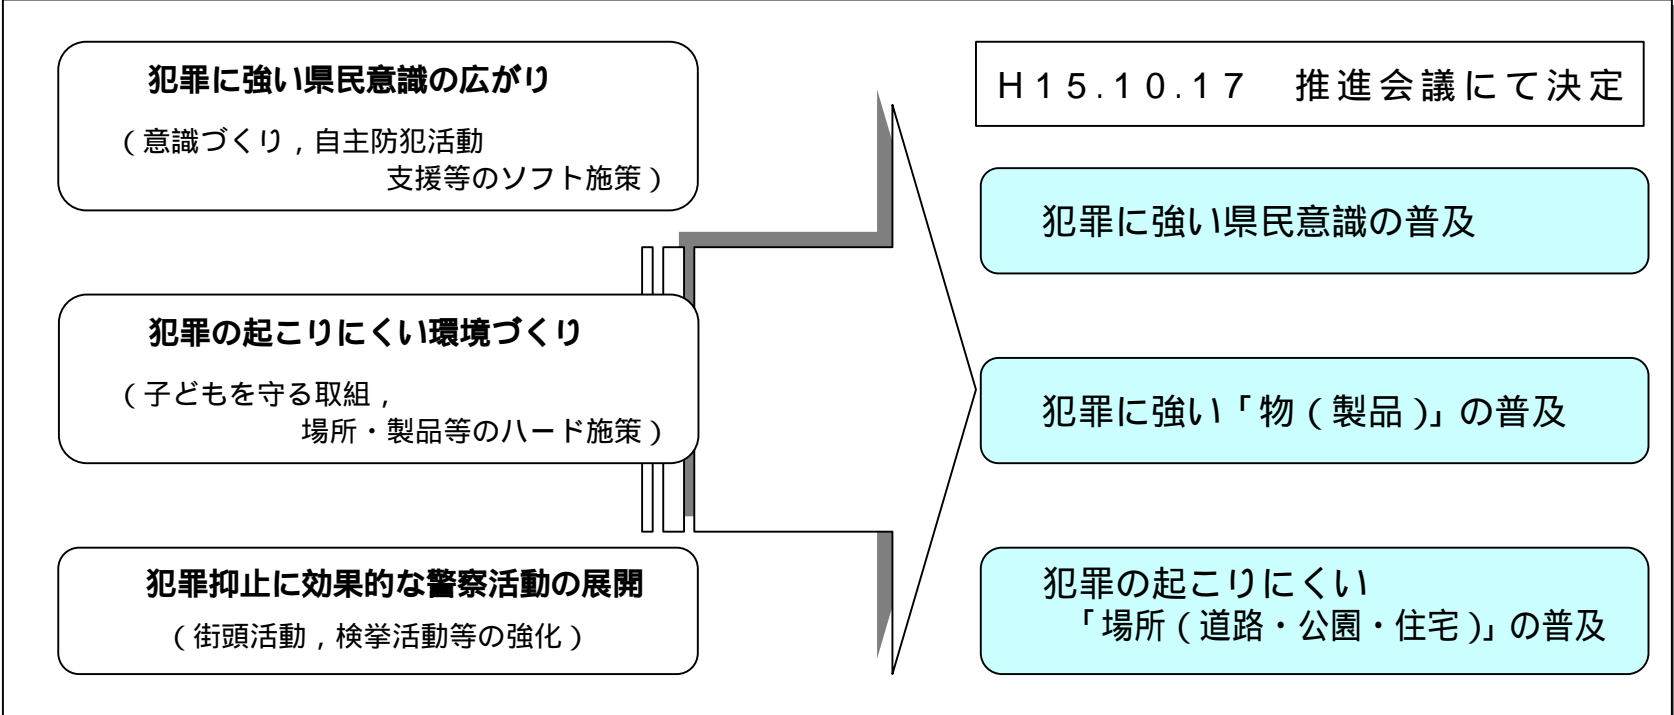 犯罪に強い県民意識の広がり
(意識づくり,自主防犯活動
支援等のソフト施策)
犯罪の起こりにくい環境づくり
(子どもを守る取組,
場所・製品等のハード施策)
犯罪抑止に効果的な警察活動の展開
(街頭活動,検挙活動等の強化)
H15.10.17 推進会議にて決定
犯罪に強い県民意識の普及
犯罪に強い「物(製品)」の普及
犯罪の起こりにくい
「場所(道路・公園・住宅)」の普及